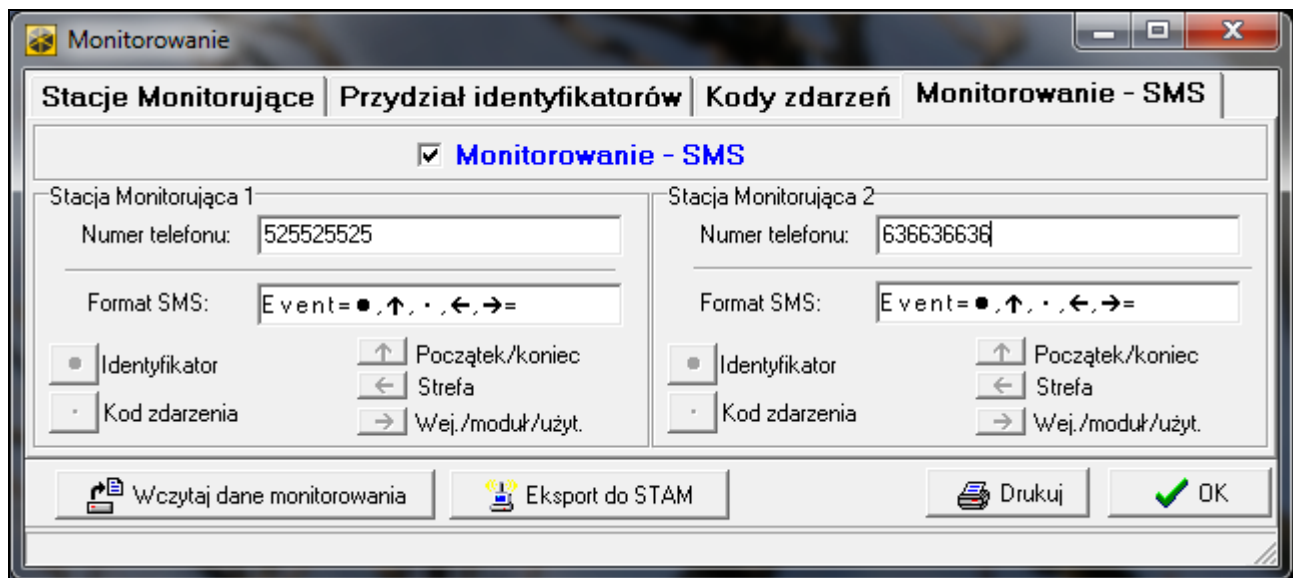 Monitorowanie
Stacje Monitorujące Przydział identyfikatorów Kody zdarzeń Monitorowanie - SMS
Monitorowanie - SMS
Stacja Monitorująca 1
Numer telefonu: 525525525
Format SMS: Event=●,↑,·,←,→=
● Identyfikator
· Kod zdarzenia
↑ Początek/koniec
← Strefa
→ Wej./moduł/użyt.
Stacja Monitorująca 2
Numer telefonu: 636636636
Format SMS: Event=●,↑,·,←,→=
● Identyfikator
· Kod zdarzenia
↑ Początek/koniec
← Strefa
→ Wej./moduł/użyt.
Wczytaj dane monitorowania Eksport do STAM Drukuj OK